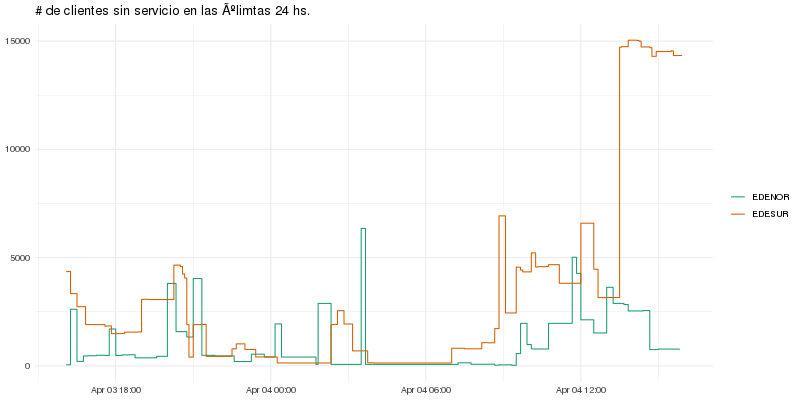 # de clientes sin servicio en las Ãºlimtas 24 hs.
15000
10000
5000
0
Apr 03 18:00
Apr 04 00:00
Apr 04 06:00
Apr 04 12:00
EDENOR
EDESUR